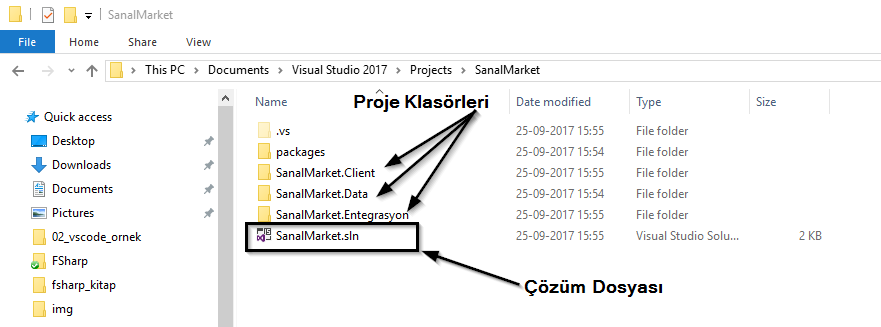 SanalMarket
File Home Share View
This PC Documents Visual Studio 2017 Projects SanalMarket
Quick access
Desktop
Downloads
Documents
Pictures
02_vscode_ornek
FSharp
fsharp_kitap
img
Name Date modified Type Size
Proje Klasörleri
.vs 25-09-2017 15:55 File folder
packages 25-09-2017 15:54 File folder
SanalMarket.Client 25-09-2017 15:55 File folder
SanalMarket.Data 25-09-2017 15:54 File folder
SanalMarket.Entegrasyon 25-09-2017 15:55 File folder
SanalMarket.sln 25-09-2017 15:55 Visual Studio Solu... 2 KB
Çözüm Dosyası